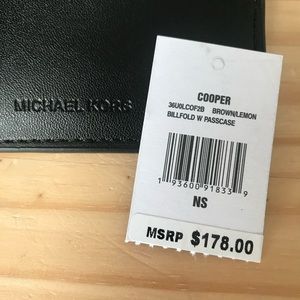 MICHAEL KORS
COOPER
36U0LCOF2B BROWN/LEMON
BILLFOLD W PASSCASE
1 93600 91833 9
NS
MSRP $178.00